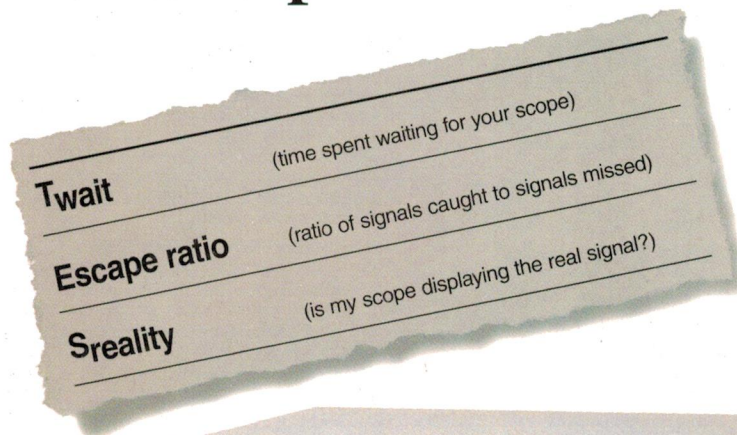 Twait (time spent waiting for your scope)
Escape ratio (ratio of signals caught to signals missed)
Sreality (is my scope displaying the real signal?)